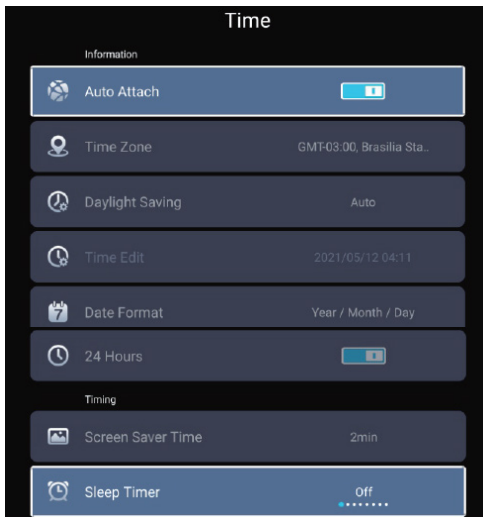 Time
Information
Auto Attach
Time Zone GMT-03:00, Brasilia Sta..
Daylight Saving Auto
Time Edit 2021/05/12 04:11
7
Date Format Year / Month / Day
24 Hours
Timing
Screen Saver Time 2min
Sleep Timer Off